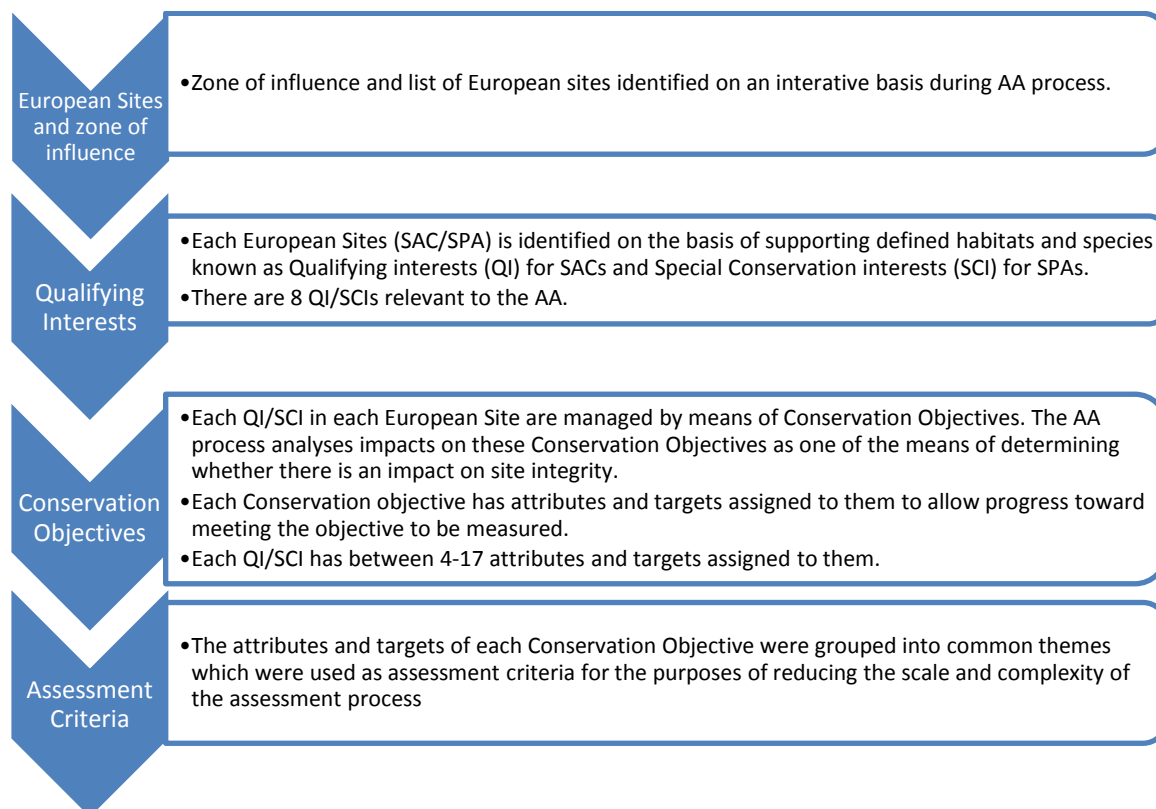 European Sites
and zone of
influence
•Zone of influence and list of European sites identified on an interative basis during AA process.
Qualifying
Interests
•Each European Sites (SAC/SPA) is identified on the basis of supporting defined habitats and species
known as Qualifying interests (QI) for SACs and Special Conservation interests (SCI) for SPAs.
•There are 8 QI/SCIs relevant to the AA.
Conservation
Objectives
•Each QI/SCI in each European Site are managed by means of Conservation Objectives. The AA
process analyses impacts on these Conservation Objectives as one of the means of determining
whether there is an impact on site integrity.
•Each Conservation objective has attributes and targets assigned to them to allow progress toward
meeting the objective to be measured.
•Each QI/SCI has between 4-17 attributes and targets assigned to them.
Assessment
Criteria
•The attributes and targets of each Conservation Objective were grouped into common themes
which were used as assessment criteria for the purposes of reducing the scale and complexity of
the assessment process